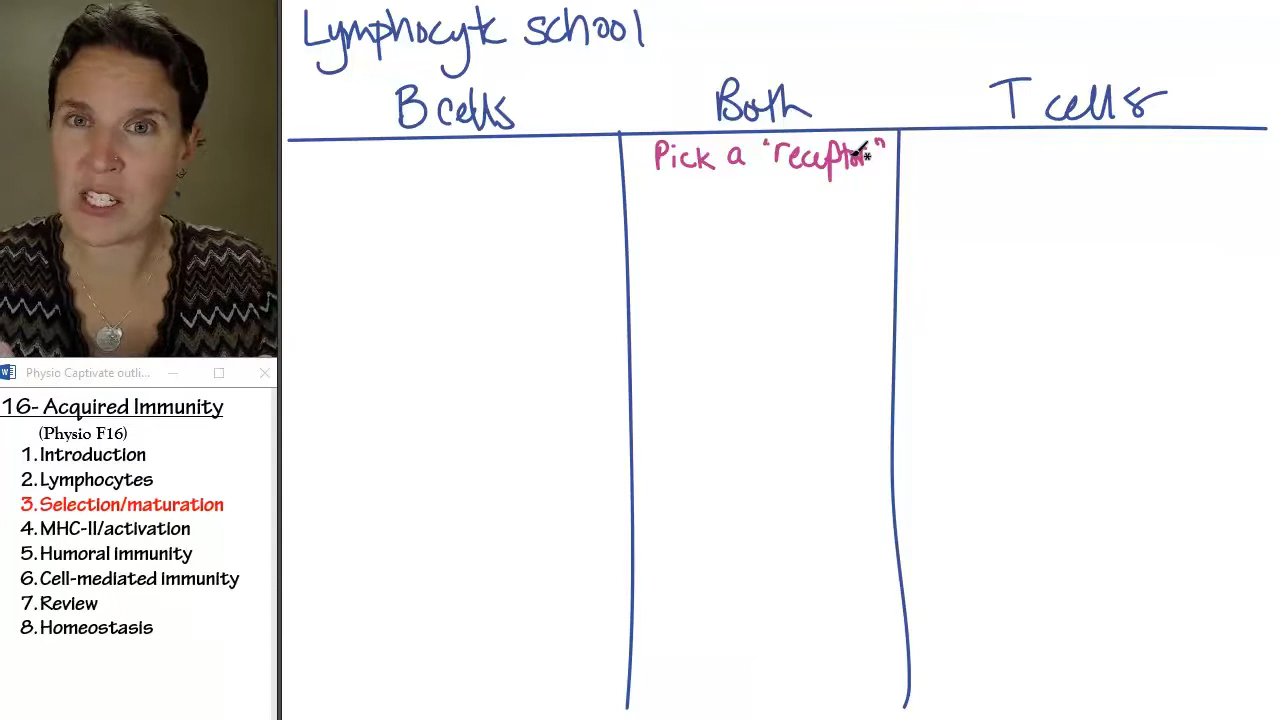 Lymphocyte school
B cells
Both
T cells
Pick a "receptor"
Physio Captivate outli...
16- Acquired Immunity
(Physio F16)
1. Introduction
2. Lymphocytes
3. Selection/maturation
4. MHC-II/activation
5. Humoral immunity
6. Cell-mediated immunity
7. Review
8. Homeostasis